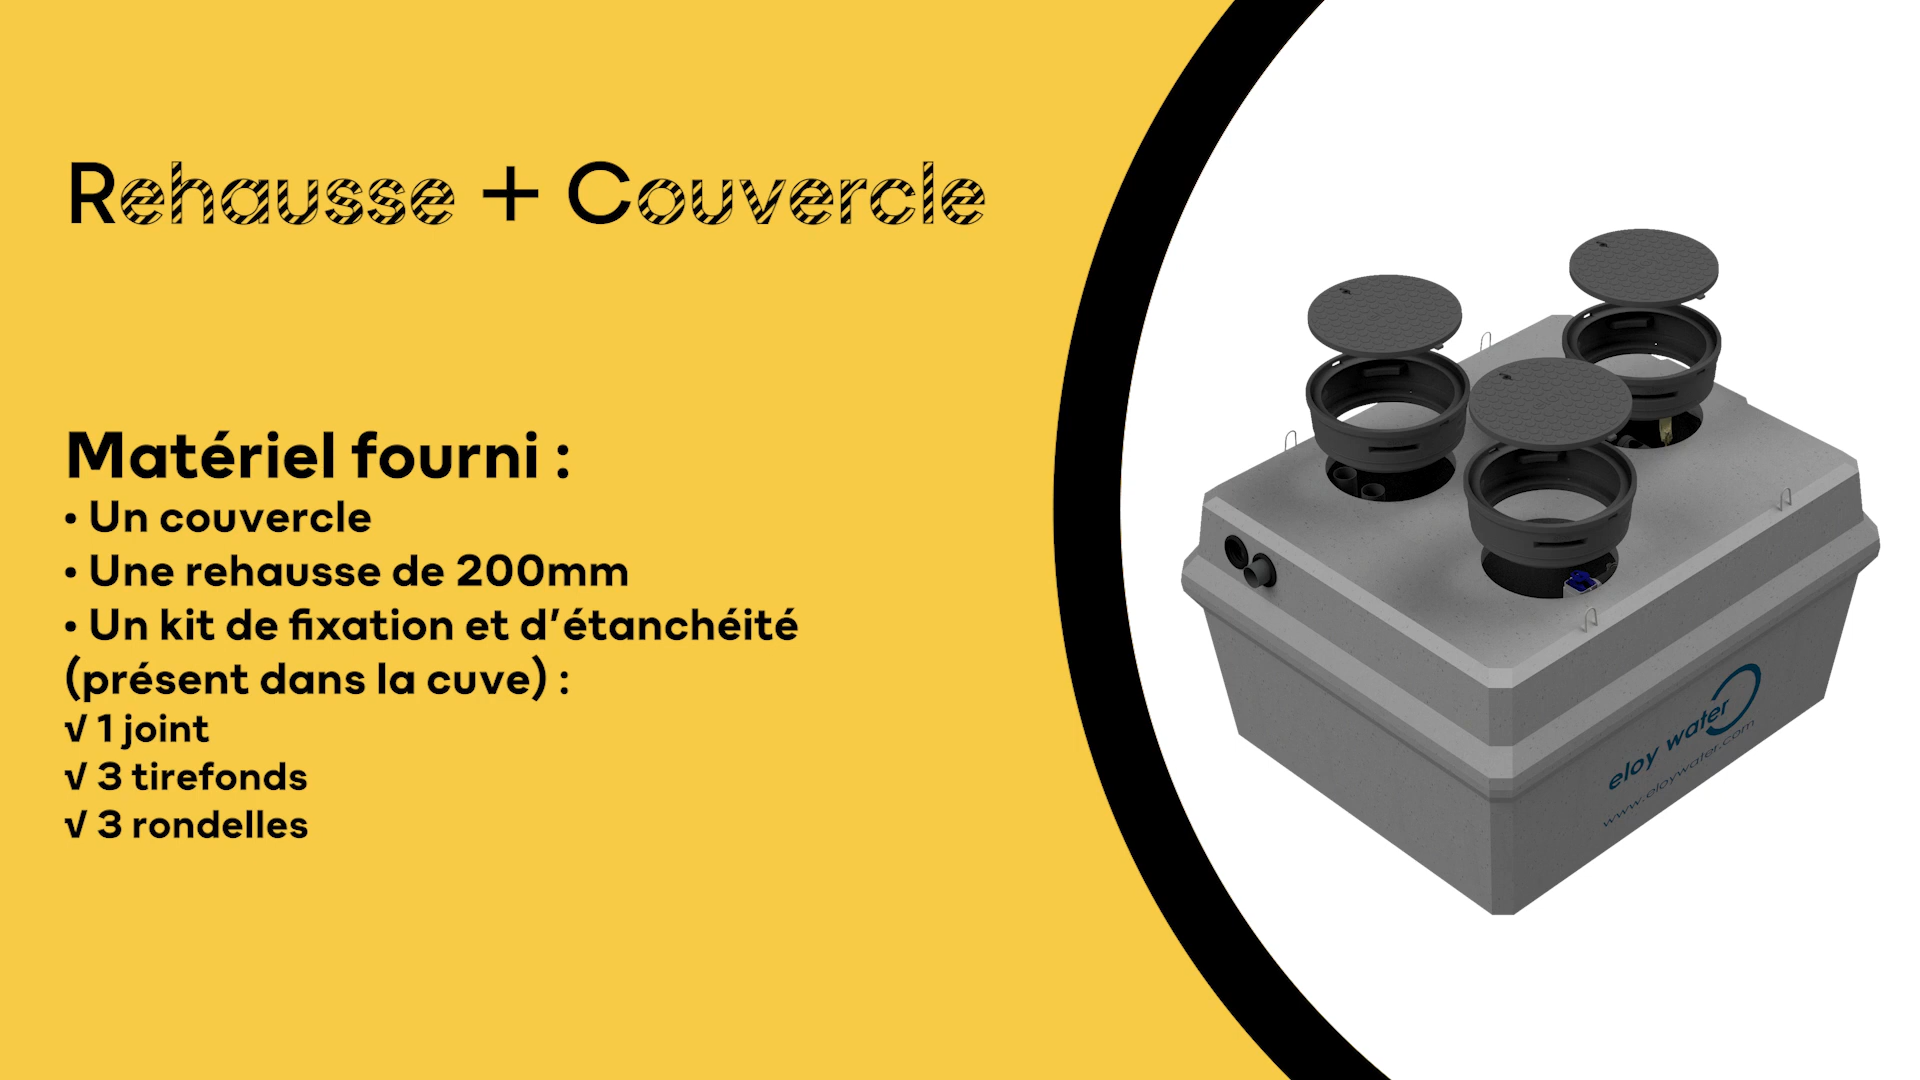 Rehausse + Couvercle
Matériel fourni :
• Un couvercle
• Une rehausse de 200mm
• Un kit de fixation et d’étanchéité
(présent dans la cuve) :
√ 1 joint
√ 3 tirefonds
√ 3 rondelles
eloy water
www.eloywater.com